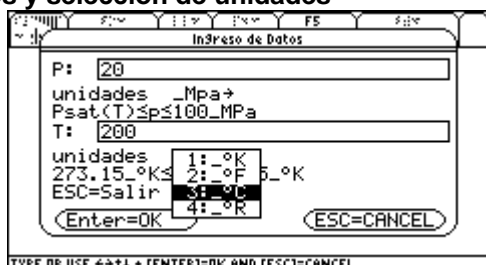 s y selección de unidades
F5
Ingreso de Datos
P: 20
unidades _Mpa→
Psat(T)≤p≤100_MPa
T: 200
unidades
1:_°K
273.15_°K≤ 2:_°F 5_°K
ESC=Salir 3:_°C
4:_°R
Enter=OK ESC=CANCEL
TYPE OR USE ←→↑↓ + [ENTER]=OK AND [ESC]=CANCEL